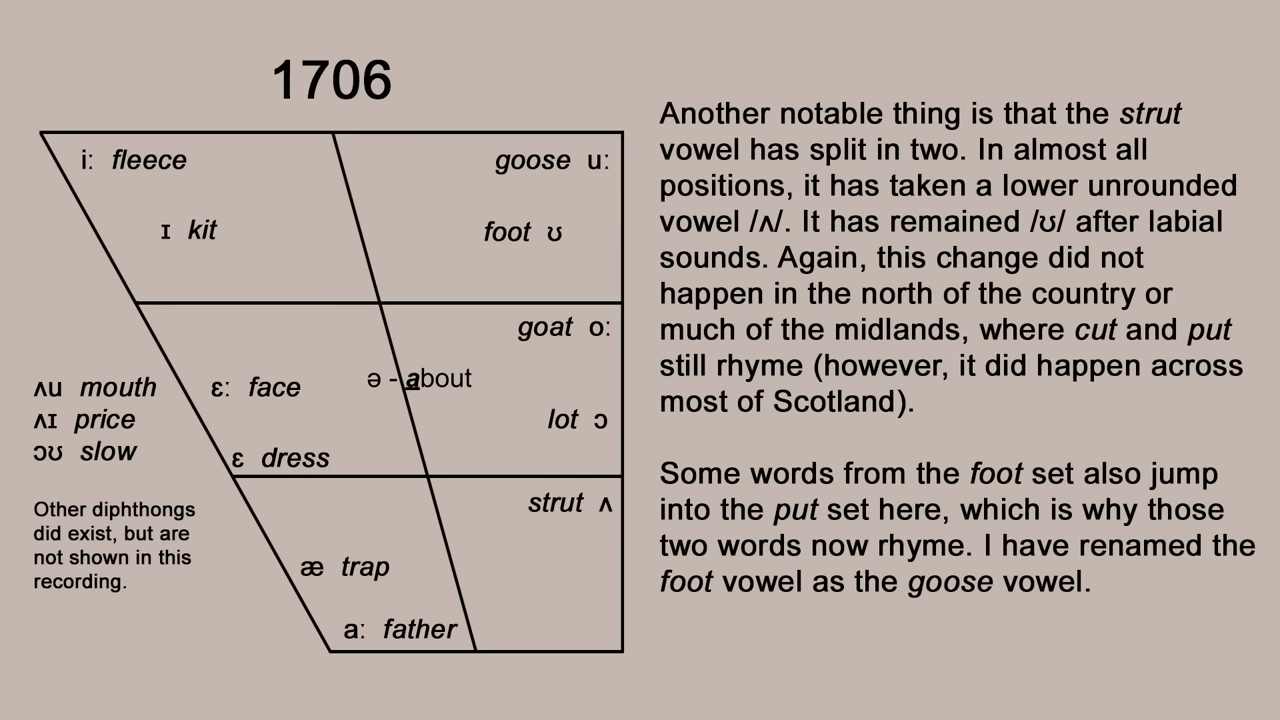 1706
iː fleece
goose uː
ɪ kit
foot ʊ
goat oː
ə - about
ɛː face
lot ɔ
ɛ dress
strut ʌ
æ trap
aː father
ʌu mouth
ʌɪ price
ɔʊ slow
Other diphthongs
did exist, but are
not shown in this
recording.
Another notable thing is that the strut
vowel has split in two. In almost all
positions, it has taken a lower unrounded
vowel /ʌ/. It has remained /ʊ/ after labial
sounds. Again, this change did not
happen in the north of the country or
much of the midlands, where cut and put
still rhyme (however, it did happen across
most of Scotland).
Some words from the foot set also jump
into the put set here, which is why those
two words now rhyme. I have renamed the
foot vowel as the goose vowel.